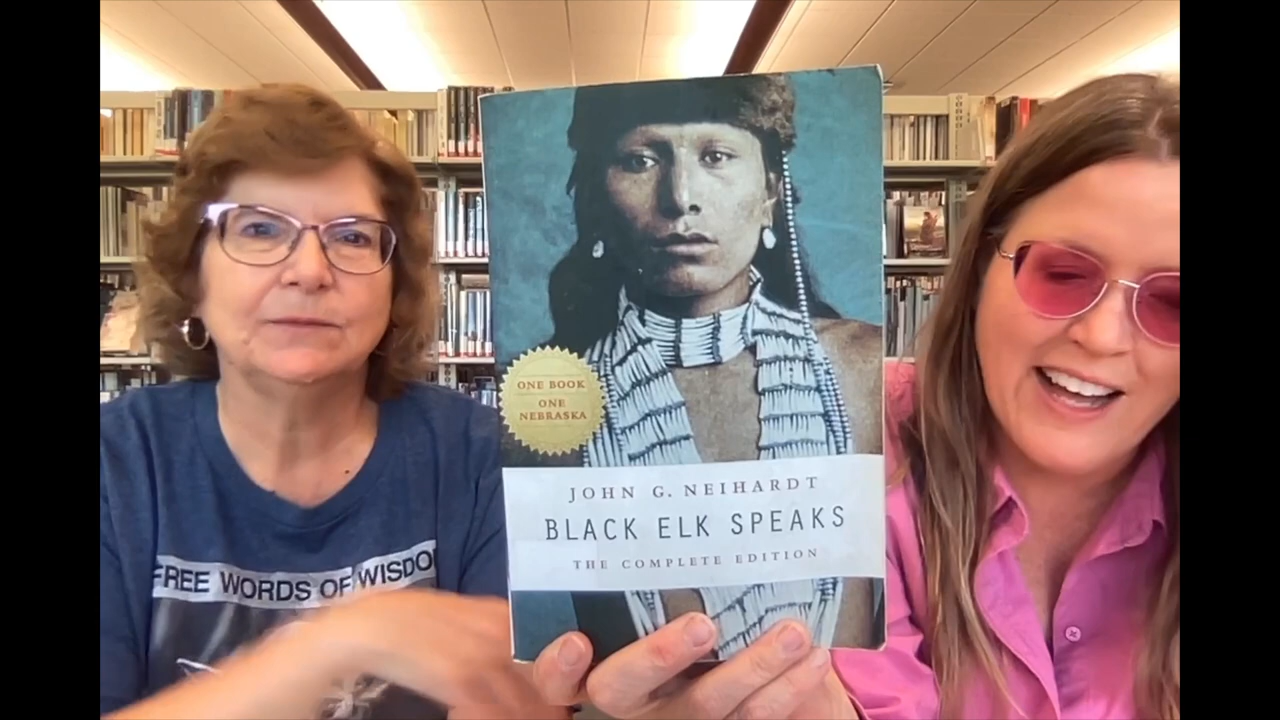 ONE BOOK
ONE
NEBRASKA
JOHN G. NEIHARDT
BLACK ELK SPEAKS
THE COMPLETE EDITION
FREE WORDS OF WISDO